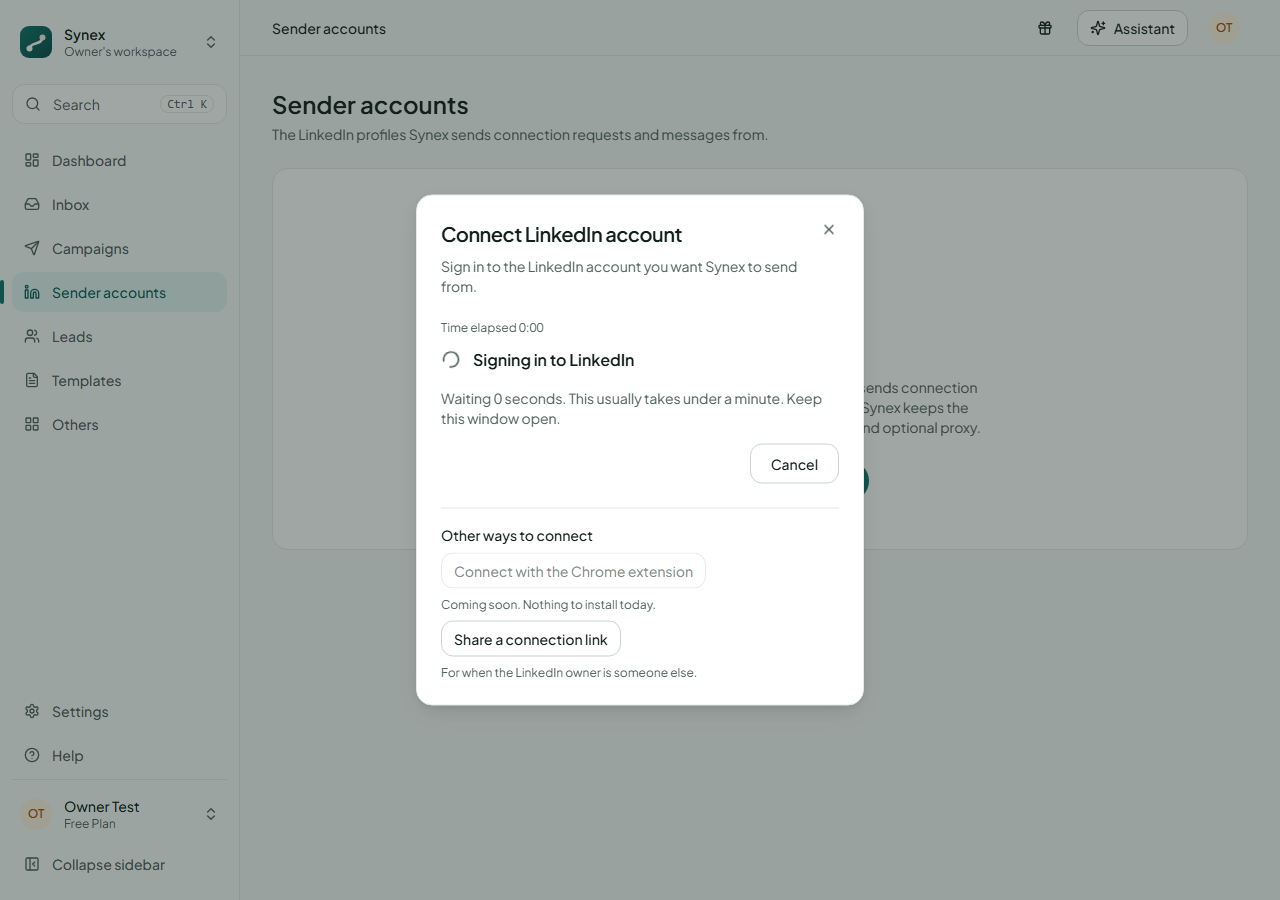 Synex
Owner's workspace
Search
Ctrl K
Dashboard
Inbox
Campaigns
Sender accounts
Leads
Templates
Others
Settings
Help
OT
Owner Test
Free Plan
Collapse sidebar
Sender accounts
Assistant
OT
Sender accounts
The LinkedIn profiles Synex sends connection requests and messages from.
Connect LinkedIn account
Sign in to the LinkedIn account you want Synex to send
from.
Time elapsed 0:00
Signing in to LinkedIn
Waiting 0 seconds. This usually takes under a minute. Keep
this window open.
Cancel
Other ways to connect
Connect with the Chrome extension
Coming soon. Nothing to install today.
Share a connection link
For when the LinkedIn owner is someone else.
sends connection
Synex keeps the
nd optional proxy.